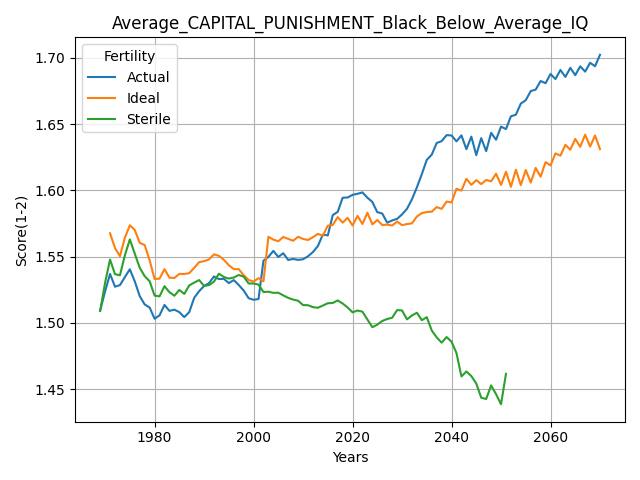 Average_CAPITAL_PUNISHMENT_Black_Below_Average_IQ
Fertility
Actual
Ideal
Sterile
Score(1-2)
1.70
1.65
1.60
1.55
1.50
1.45
1980
2000
2020
2040
2060
Years